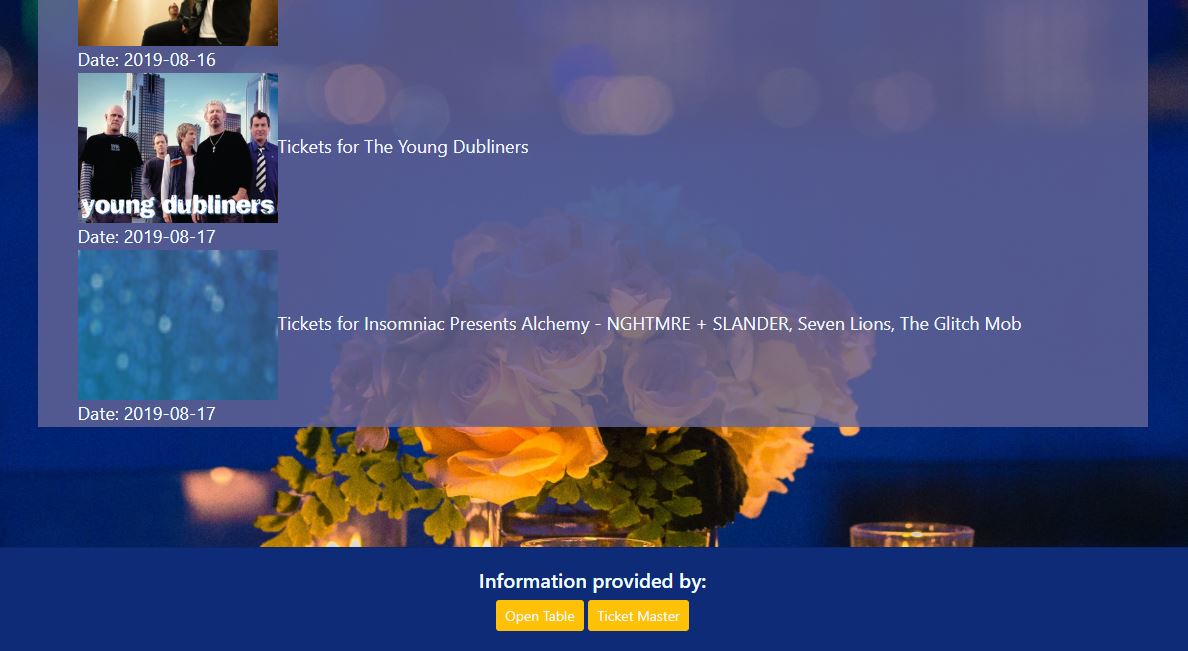 Date: 2019-08-16
young dubliners
Tickets for The Young Dubliners
Date: 2019-08-17
Tickets for Insomniac Presents Alchemy - NGHTMRE + SLANDER, Seven Lions, The Glitch Mob
Date: 2019-08-17
Information provided by:
Open Table
Ticket Master